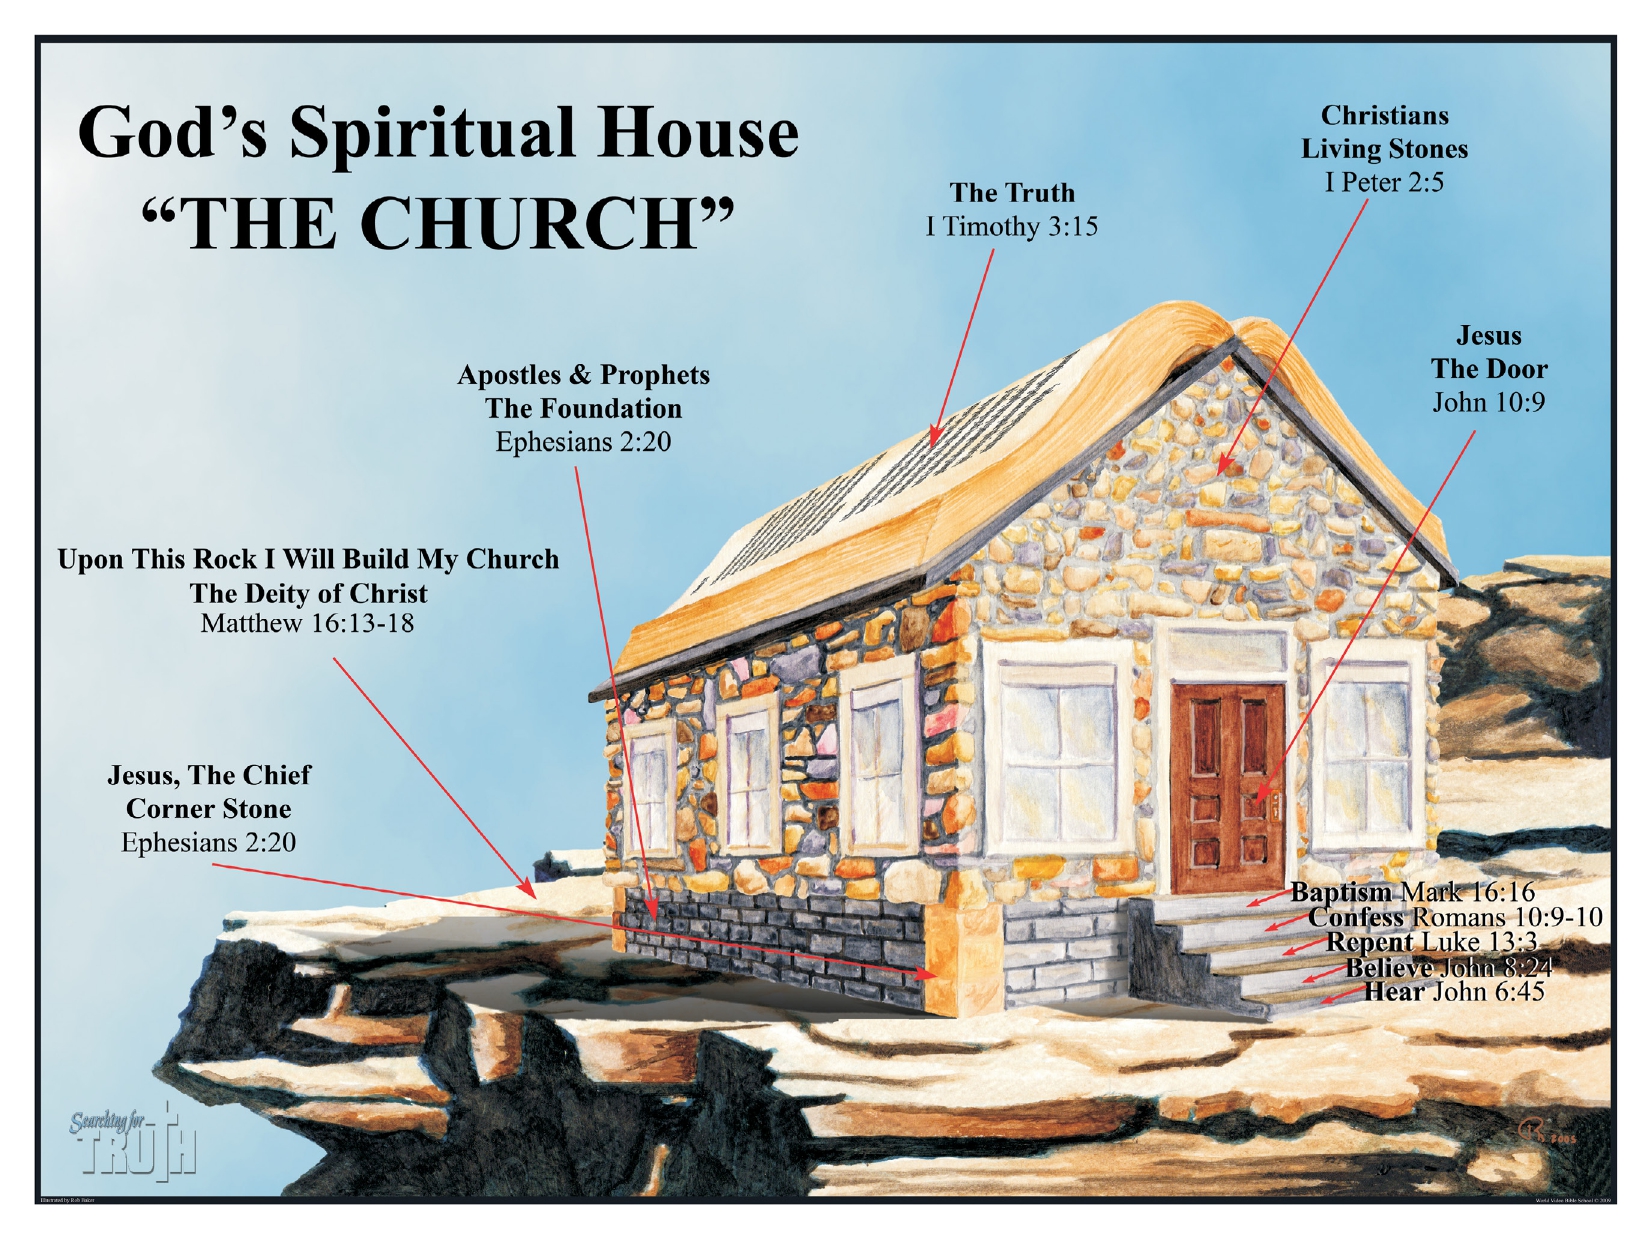 God's Spiritual House
“THE CHURCH”
Christians
Living Stones
I Peter 2:5
The Truth
I Timothy 3:15
Jesus
The Door
John 10:9
Apostles & Prophets
The Foundation
Ephesians 2:20
Upon This Rock I Will Build My Church
The Deity of Christ
Matthew 16:13-18
Jesus, The Chief
Corner Stone
Ephesians 2:20
Baptism Mark 16:16
Confess Romans 10:9-10
Repent Luke 13:3
Believe John 8:24
Hear John 6:45
Searching for
TRUTH
2005
Illustrated by Rob Baker
World Video Bible School © 2009